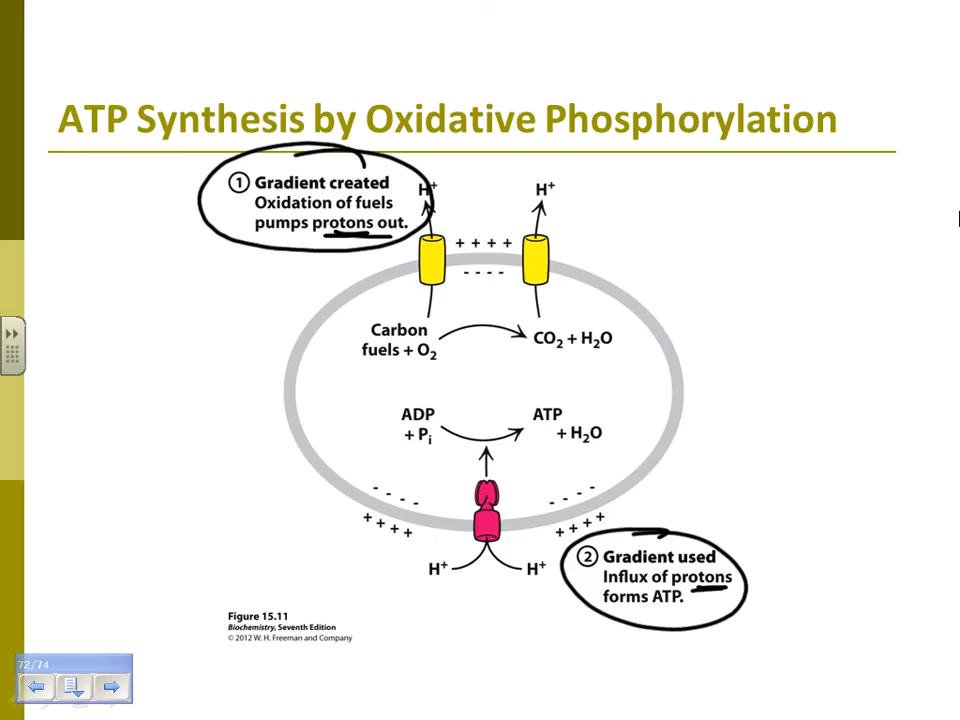 ATP Synthesis by Oxidative Phosphorylation
① Gradient created
Oxidation of fuels
pumps protons out.
H⁺
H⁺
+ + + +
- - - -
Carbon
fuels + O₂
CO₂ + H₂O
ADP
+ Pᵢ
ATP
+ H₂O
- - - -
- - - -
+ + + +
+ + + +
H⁺
H⁺
② Gradient used
Influx of protons
forms ATP.
Figure 15.11
Biochemistry, Seventh Edition
© 2012 W. H. Freeman and Company
72/74